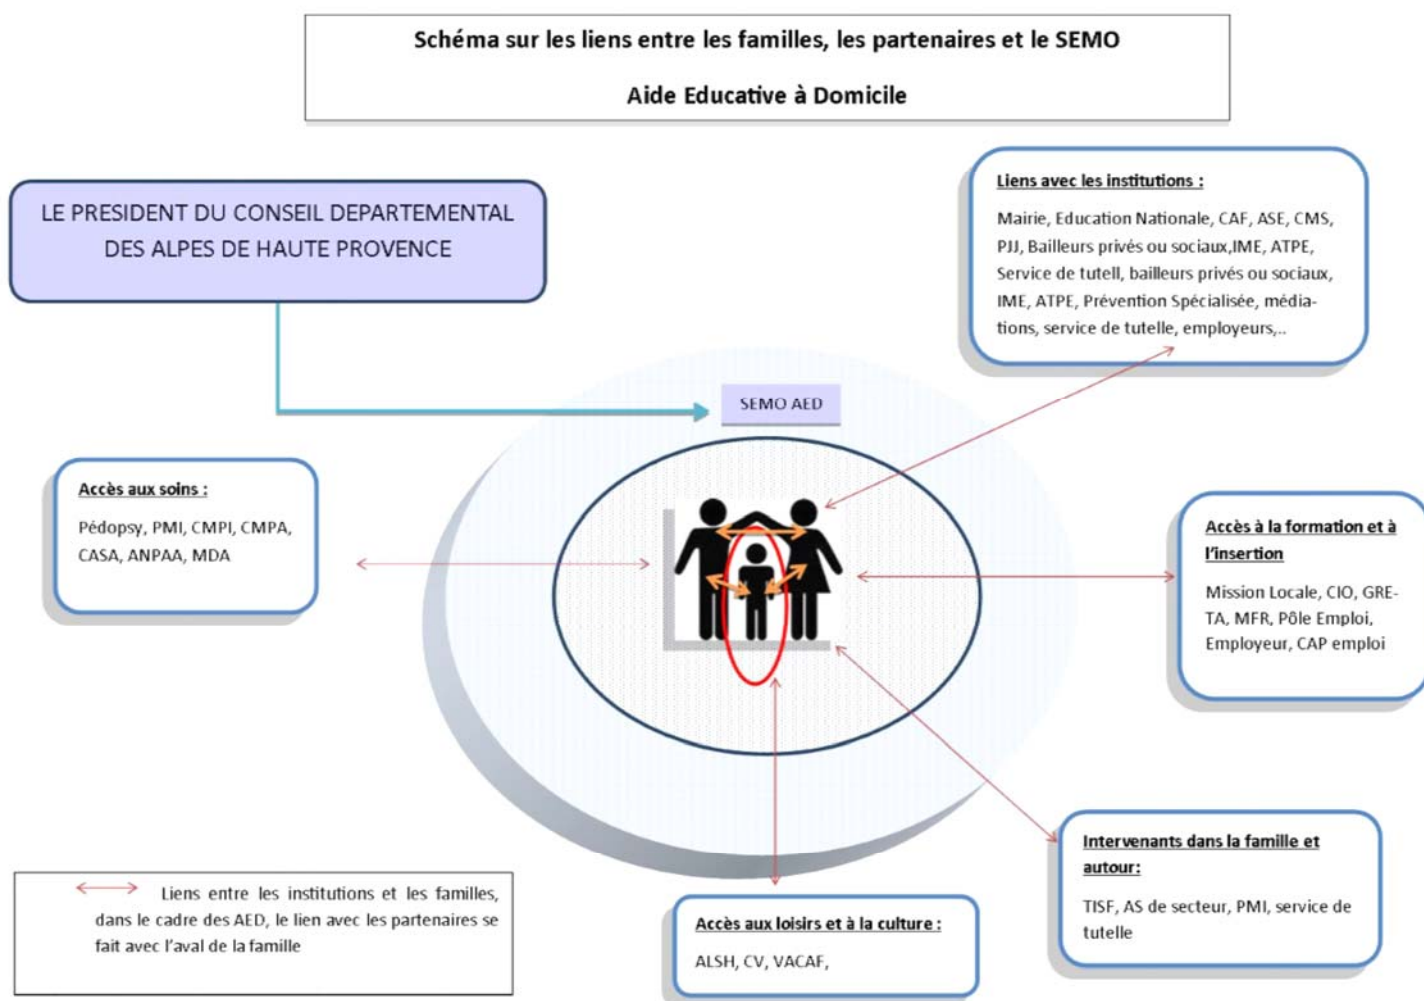 Schéma sur les liens entre les familles, les partenaires et le SEMO
Aide Educative à Domicile
LE PRESIDENT DU CONSEIL DEPARTEMENTAL
DES ALPES DE HAUTE PROVENCE
Liens avec les institutions :
Mairie, Education Nationale, CAF, ASE, CMS,
PJJ, Bailleurs privés ou sociaux,IME, ATPE,
Service de tutell, bailleurs privés ou sociaux,
IME, ATPE, Prévention Spécialisée, média-
tions, service de tutelle, employeurs,..
SEMO AED
Accès aux soins :
Pédopsy, PMI, CMPI, CMPA,
CASA, ANPAA, MDA
Accès à la formation et à
l'insertion
Mission Locale, CIO, GRE-
TA, MFR, Pôle Emploi,
Employeur, CAP emploi
Intervenants dans la famille et
autour:
TISF, AS de secteur, PMI, service de
tutelle
Accès aux loisirs et à la culture :
ALSH, CV, VACAF,
Liens entre les institutions et les familles,
dans le cadre des AED, le lien avec les partenaires se
fait avec l'aval de la famille